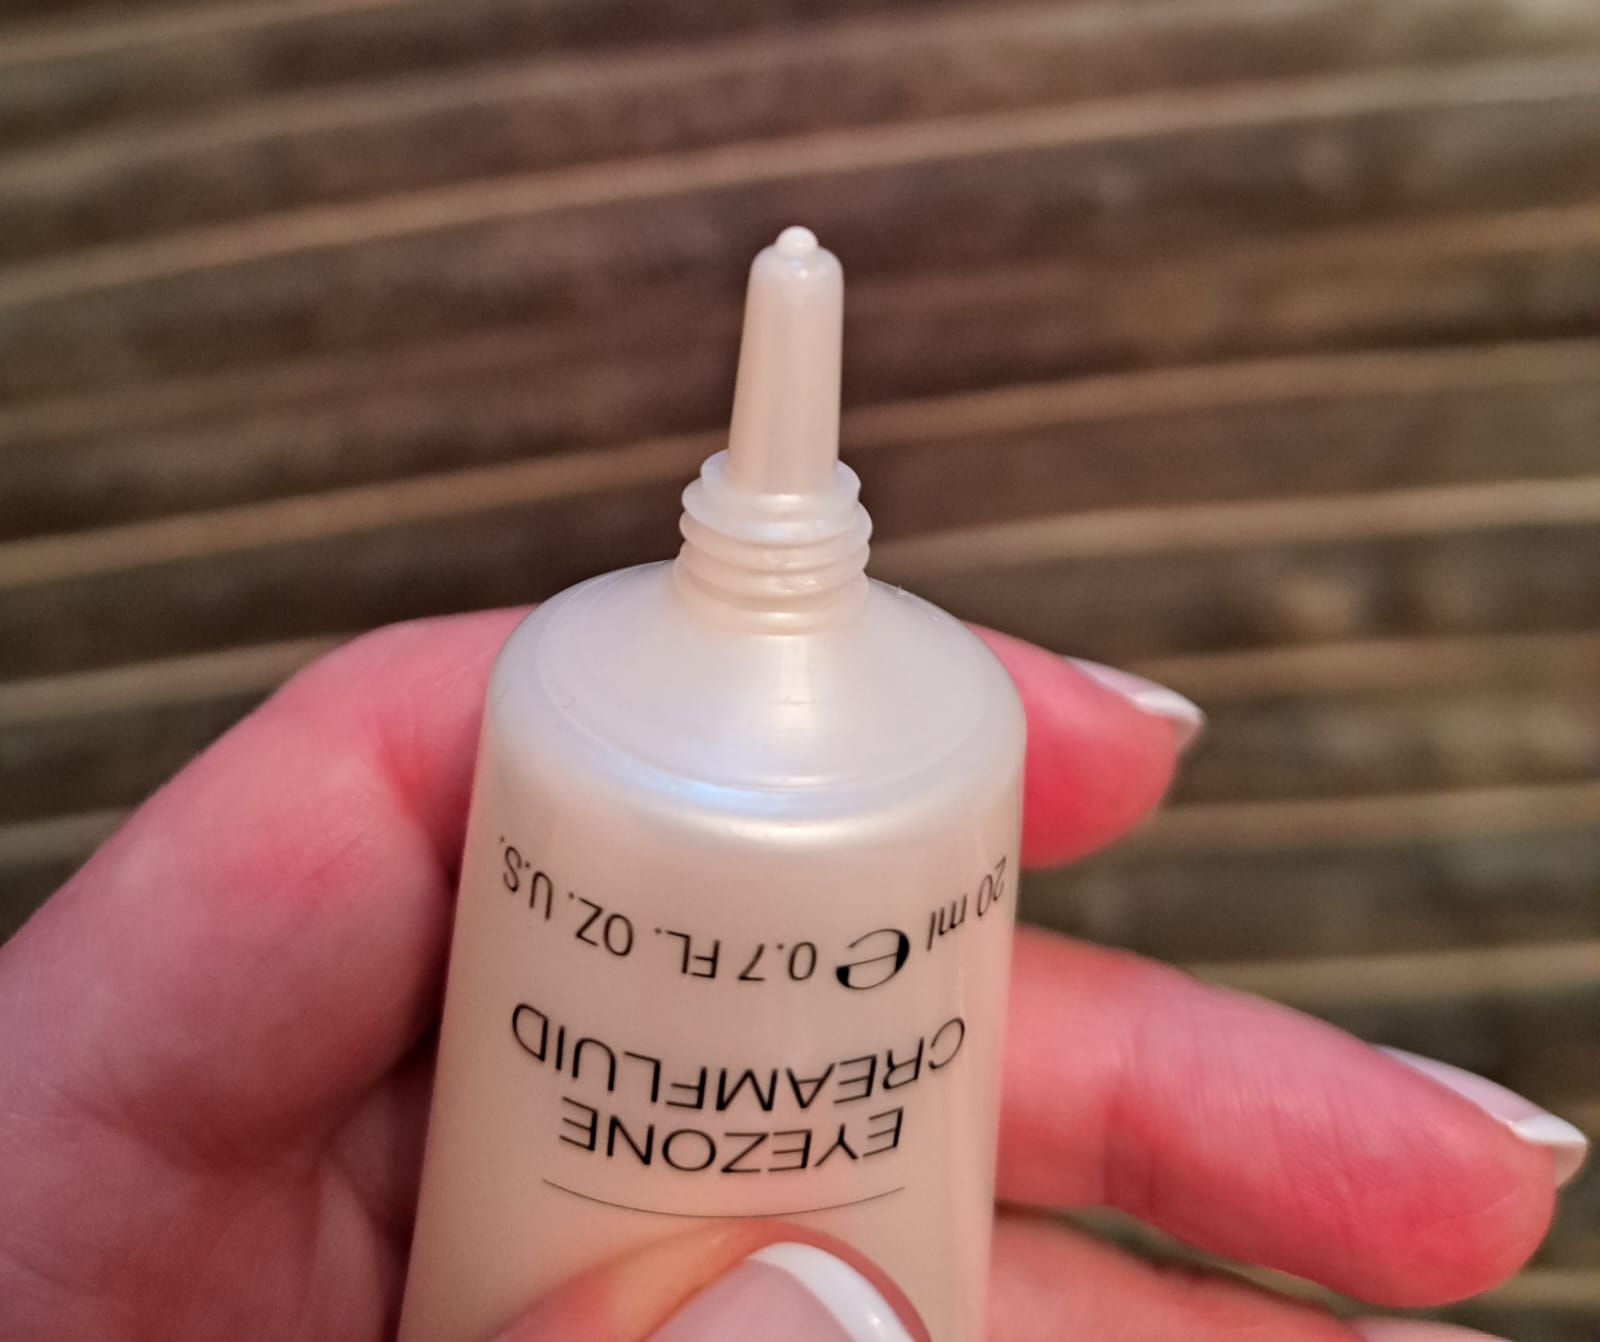 EYEZONE
CREAMFLUID
20 ml e 0.7 FL. OZ. U.S.